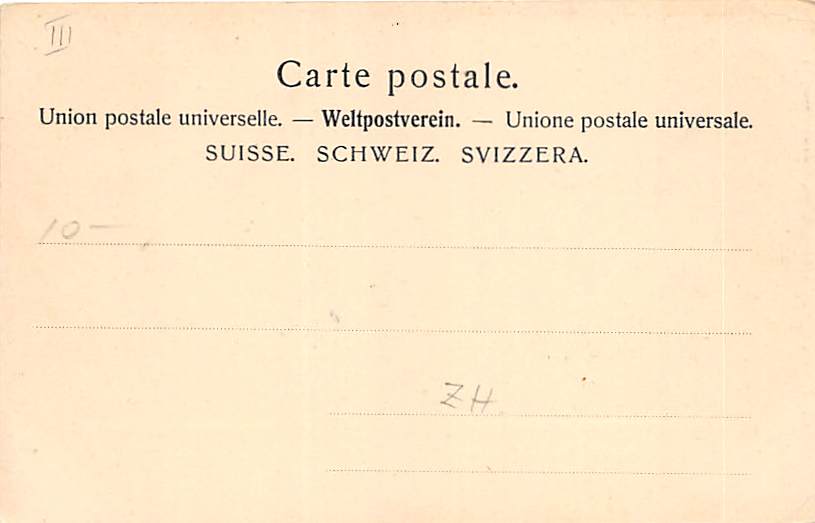 III
Carte postale.
Union postale universelle. — Weltpostverein. — Unione postale universale.
SUISSE. SCHWEIZ. SVIZZERA.
10 —
ZH